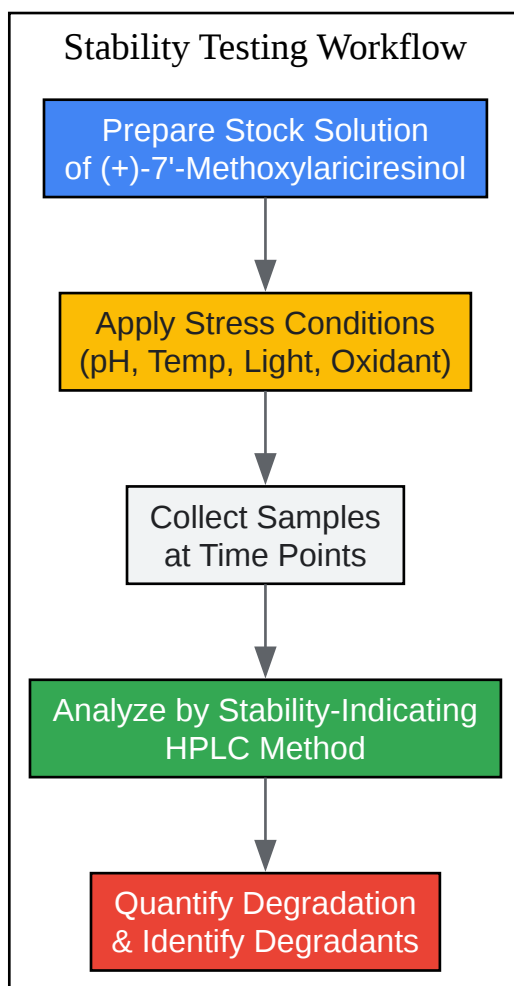 Stability Testing Workflow
Prepare Stock Solution
of (+)-7'-Methoxylariciresinol
Apply Stress Conditions
(pH, Temp, Light, Oxidant)
Collect Samples
at Time Points
Analyze by Stability-Indicating
HPLC Method
Quantify Degradation
& Identify Degradants